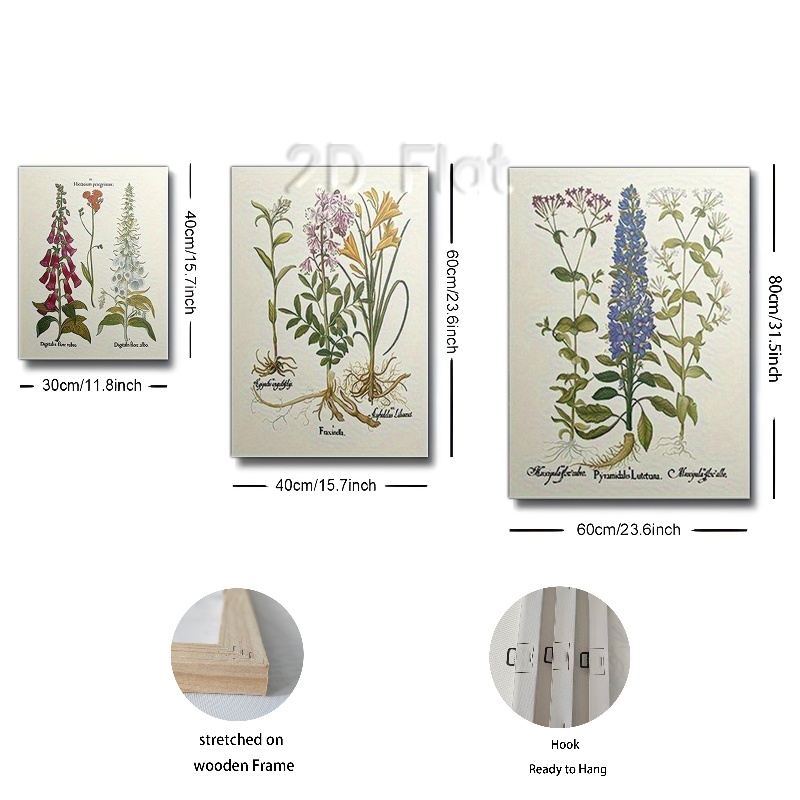 2D Flat
Digitalis flore rubro.
Digitalis flore albo.
40cm/15.7inch
30cm/11.8inch
Fraxinella.
60cm/23.6inch
40cm/15.7inch
Pyramidalis Lutetiana.
80cm/31.5inch
60cm/23.6inch
stretched on
wooden Frame
Hook
Ready to Hang